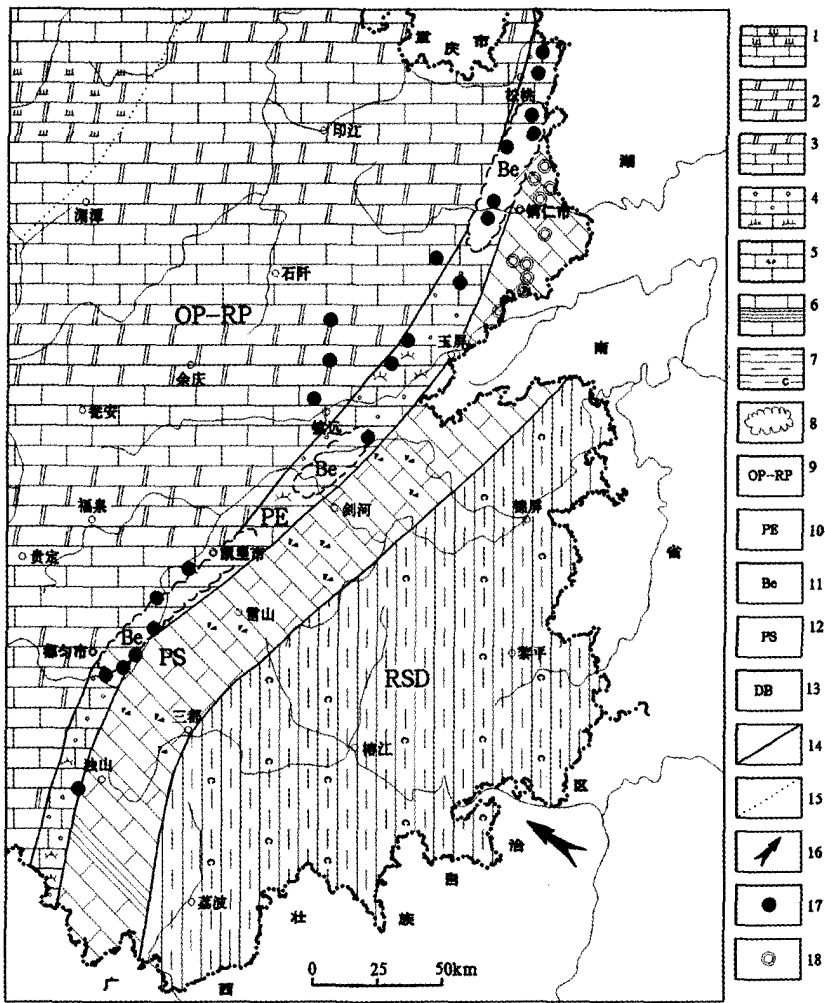 重庆市
松桃
印江
Be
湖
铜仁市
湄潭
石阡
OP-RP
玉屏
南
余庆
瓮安
镇远
Be
福泉
PE
剑河
锦屏
省
贵定
凯里市
雷山
Be
都匀市
PS
RSD
黎平
三都
榕江
独山
区
治
自
荔波
族
壮
西
广
0 25 50km
1
2
3
4
5
6
7
c
8
OP-RP 9
PE 10
Be 11
PS 12
DB 13
14
15
16
17
18